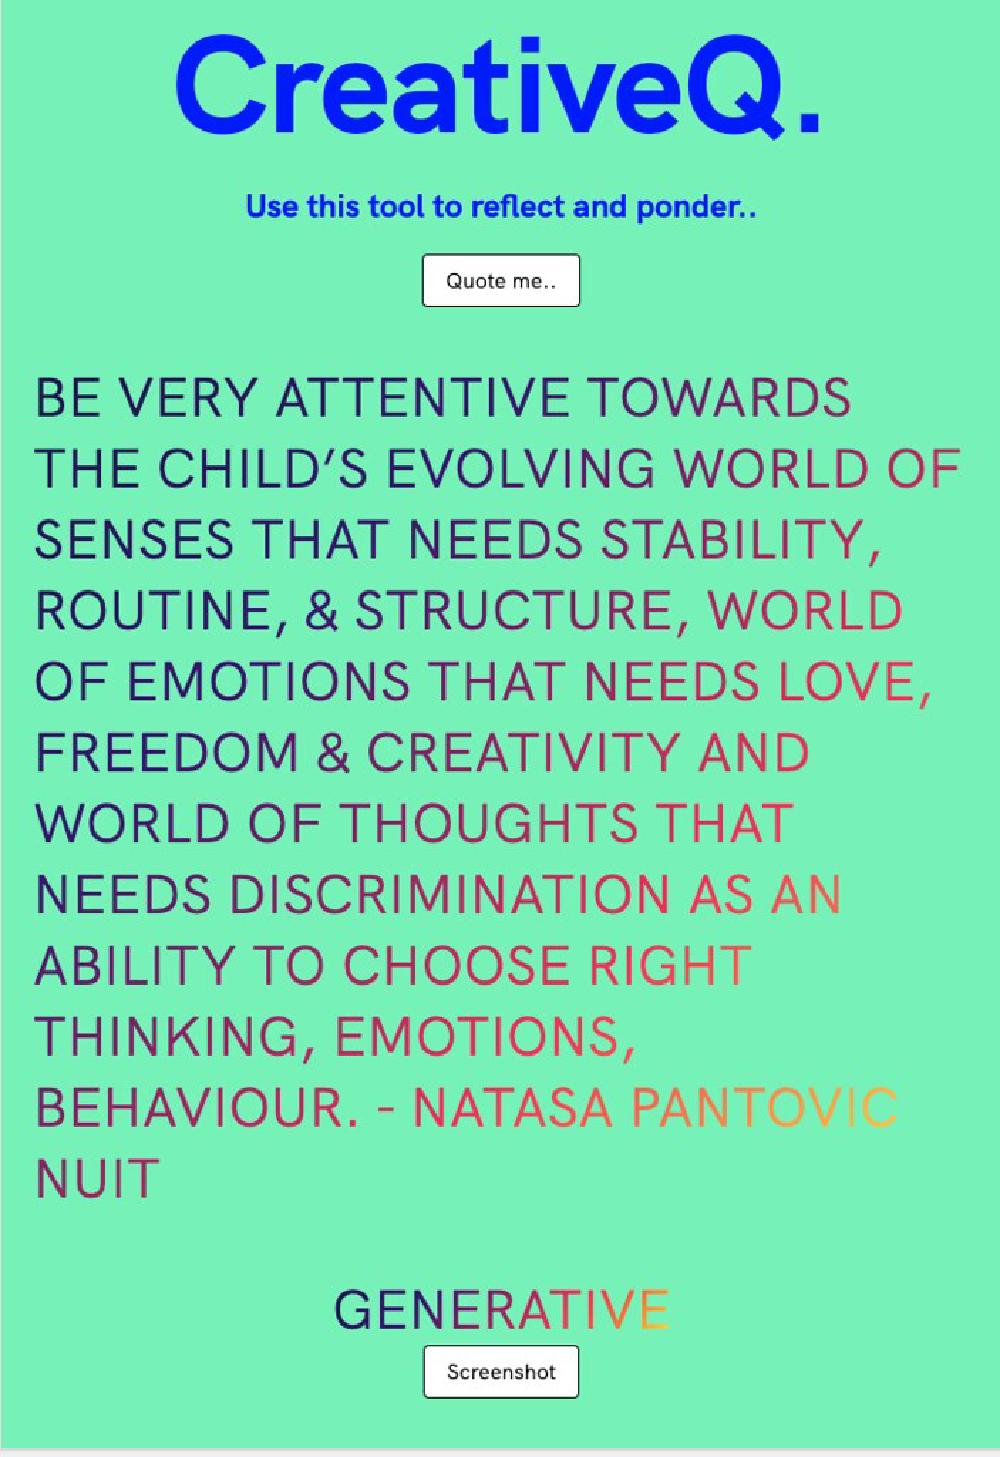 CreativeQ.
Use this tool to reflect and ponder..
Quote me..
BE VERY ATTENTIVE TOWARDS
THE CHILD’S EVOLVING WORLD OF
SENSES THAT NEEDS STABILITY,
ROUTINE, & STRUCTURE, WORLD
OF EMOTIONS THAT NEEDS LOVE,
FREEDOM & CREATIVITY AND
WORLD OF THOUGHTS THAT
NEEDS DISCRIMINATION AS AN
ABILITY TO CHOOSE RIGHT
THINKING, EMOTIONS,
BEHAVIOUR. - NATASA PANTOVIC
NUIT
GENERATIVE
Screenshot